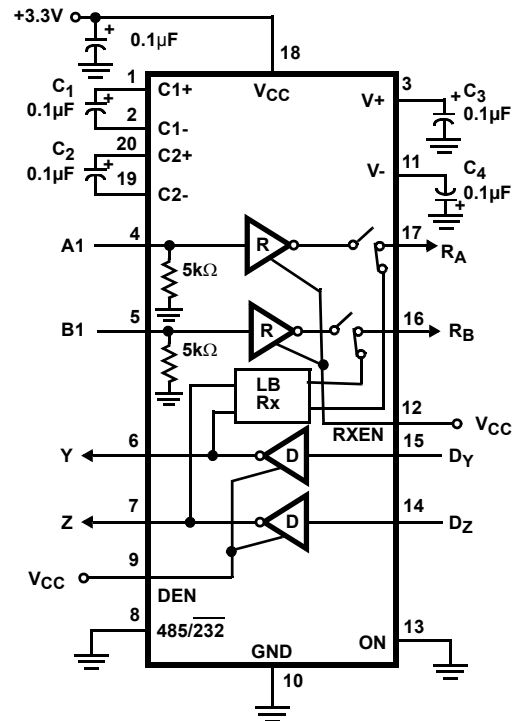 +3.3V
0.1µF
18
1
C1
0.1µF
C1+
VCC
3
V+
C3
0.1µF
2
C1-
20
C2
0.1µF
C2+
19
C2-
11
V-
C4
0.1µF
4
A1
R
17
RA
5kΩ
5
B1
R
16
RB
5kΩ
LB
Rx
12
RXEN
VCC
6
Y
D
15
DY
7
Z
D
14
DZ
9
VCC
DEN
8
485/232
13
ON
GND
10